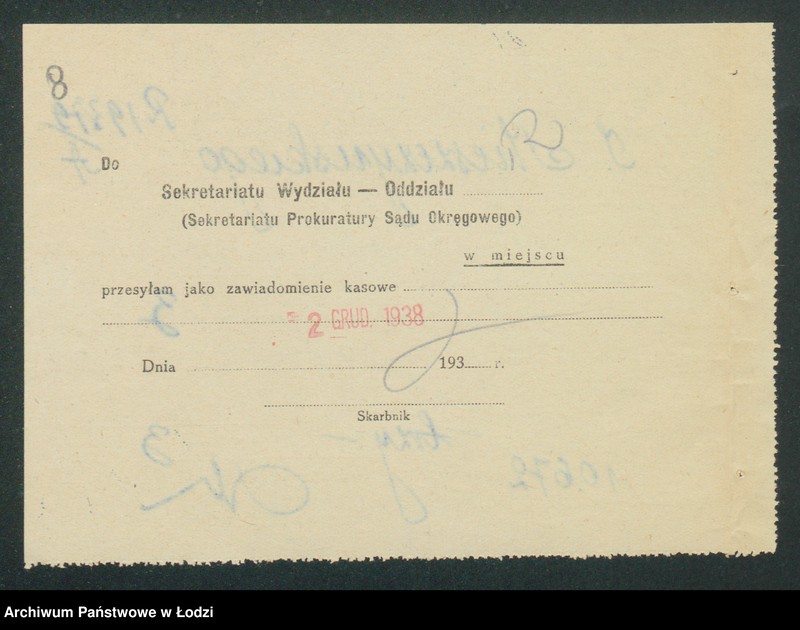 8
R
Do
Sekretariatu Wydziału — Oddziału
(Sekretariatu Prokuratury Sądu Okręgowego)
w miejscu
przesyłam jako zawiadomienie kasowe
2 GRUD. 1938
Dnia 193 r.
Skarbnik
Archiwum Państwowe w Łodzi